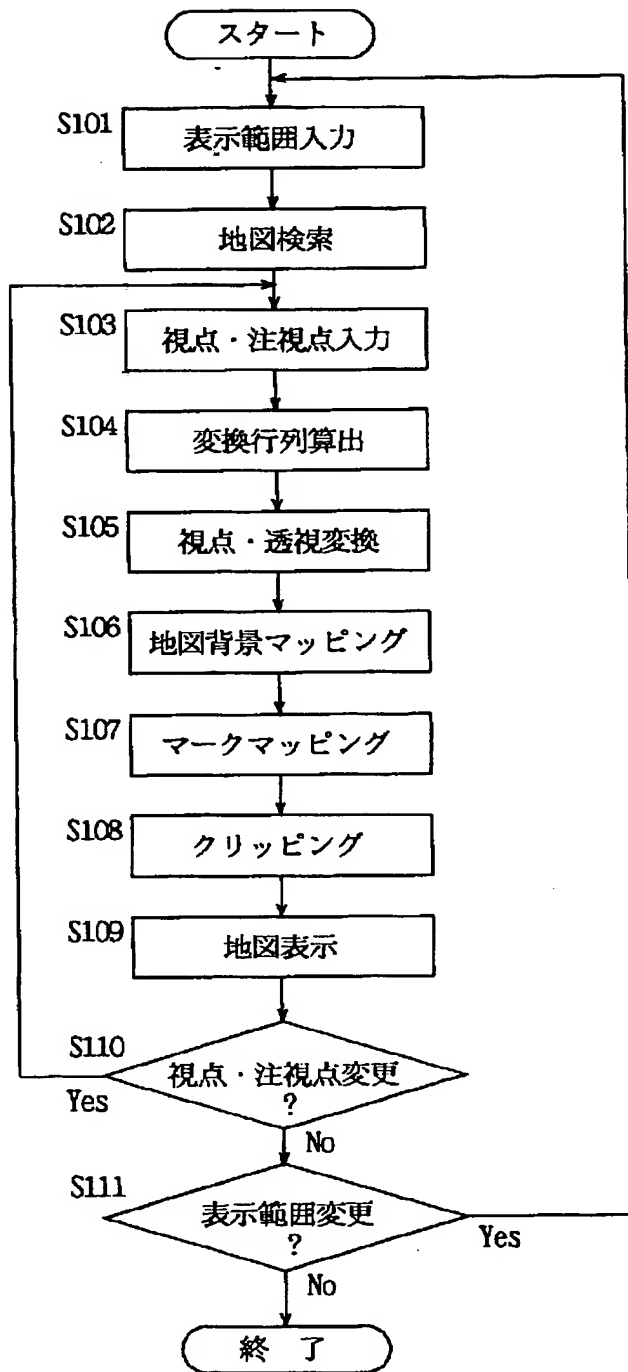 スタート
S101
表示範囲入力
S102
地図検索
S103
視点・注視点入力
S104
変換行列算出
S105
視点・透視変換
S106
地図背景マッピング
S107
マークマッピング
S108
クリッピング
S109
地図表示
S110
視点・注視点変更
?
Yes
No
S111
表示範囲変更
?
Yes
No
終 了